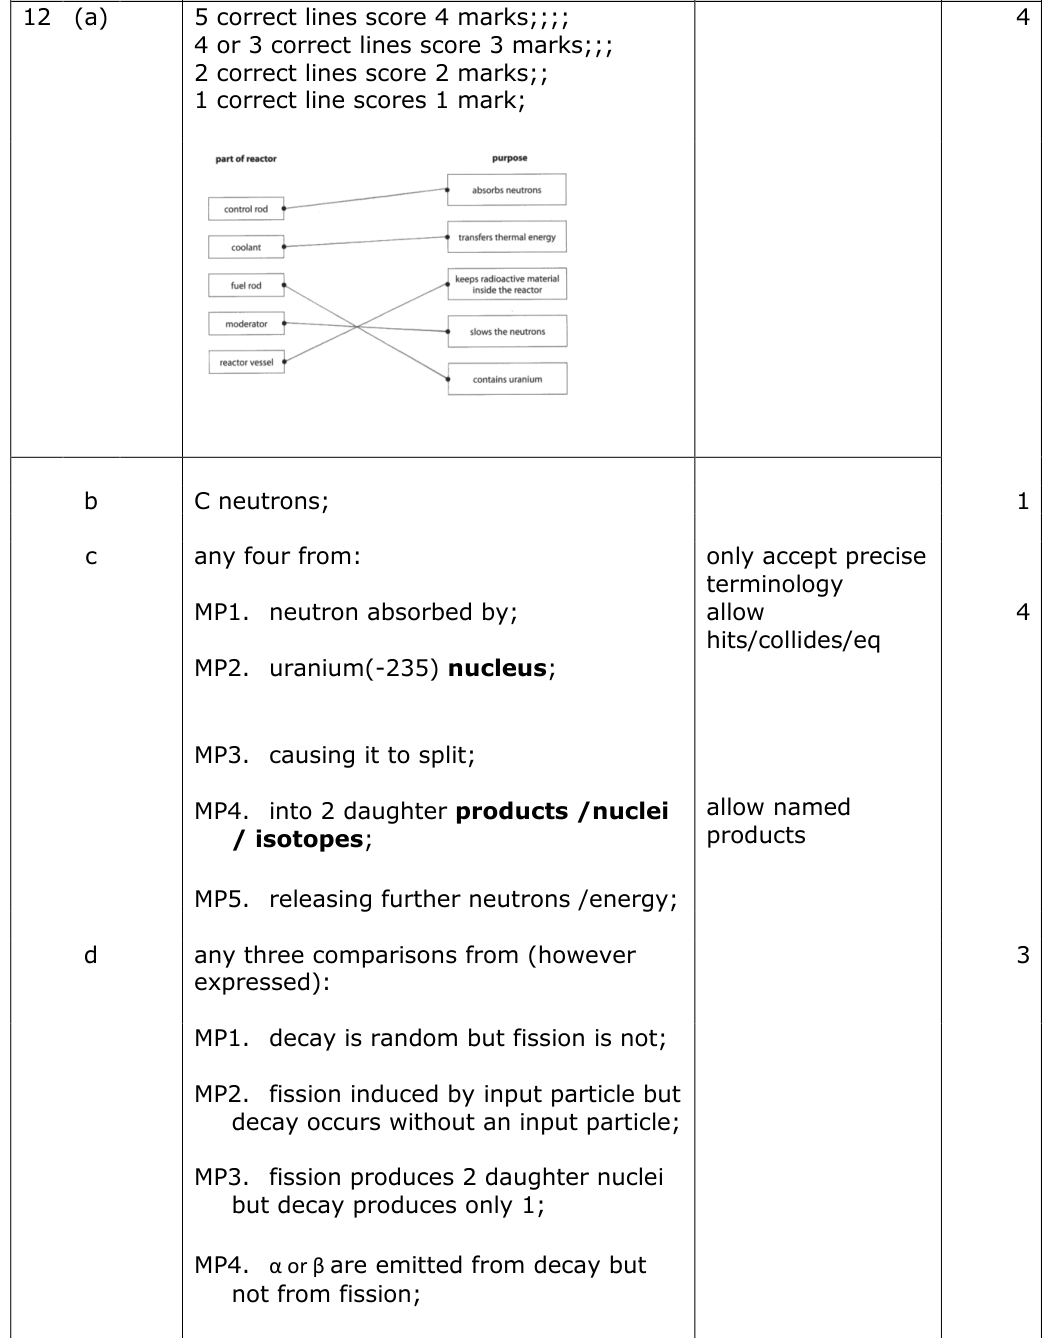 12 (a) 5 correct lines score 4 marks;;;; 4
4 or 3 correct lines score 3 marks;;;
2 correct lines score 2 marks;;
1 correct line scores 1 mark;
part of reactor purpose
absorbs neutrons
control rod
transfers thermal energy
coolant
keeps radioactive material
inside the reactor
fuel rod
moderator
slows the neutrons
reactor vessel
contains uranium
b C neutrons; 1
c any four from: only accept precise
terminology
MP1. neutron absorbed by; allow 4
hits/collides/eq
MP2. uranium(-235) nucleus;
MP3. causing it to split;
MP4. into 2 daughter products /nuclei allow named
/ isotopes; products
MP5. releasing further neutrons /energy;
d any three comparisons from (however 3
expressed):
MP1. decay is random but fission is not;
MP2. fission induced by input particle but
decay occurs without an input particle;
MP3. fission produces 2 daughter nuclei
but decay produces only 1;
MP4. α or β are emitted from decay but
not from fission;